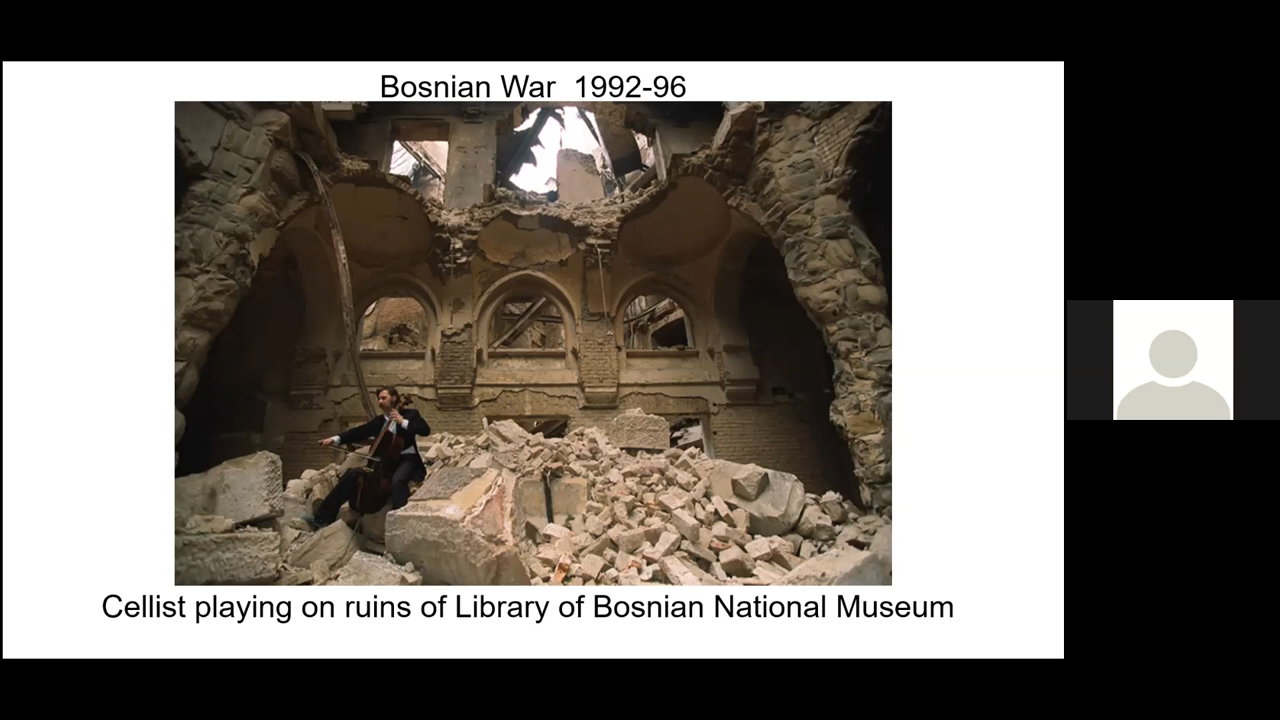 Bosnian War 1992-96
Cellist playing on ruins of Library of Bosnian National Museum